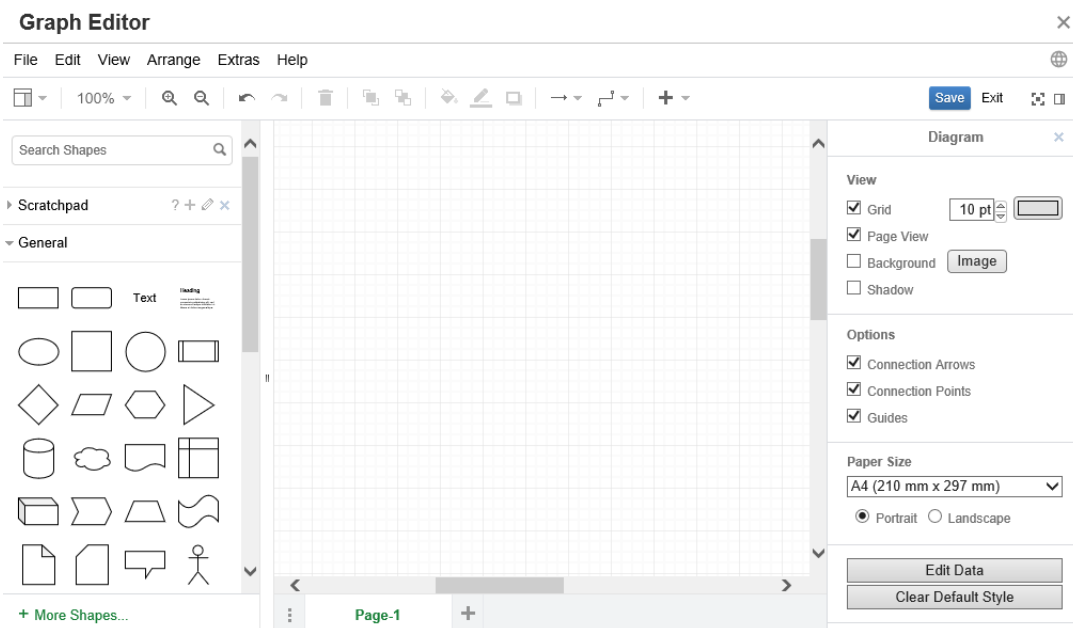 Graph Editor
File Edit View Arrange Extras Help
100%
Save Exit
Search Shapes
Scratchpad
?
General
Text
Heading
+ More Shapes...
Page-1
Diagram
View
Grid 10 pt
Page View
Background Image
Shadow
Options
Connection Arrows
Connection Points
Guides
Paper Size
A4 (210 mm x 297 mm)
Portrait Landscape
Edit Data
Clear Default Style